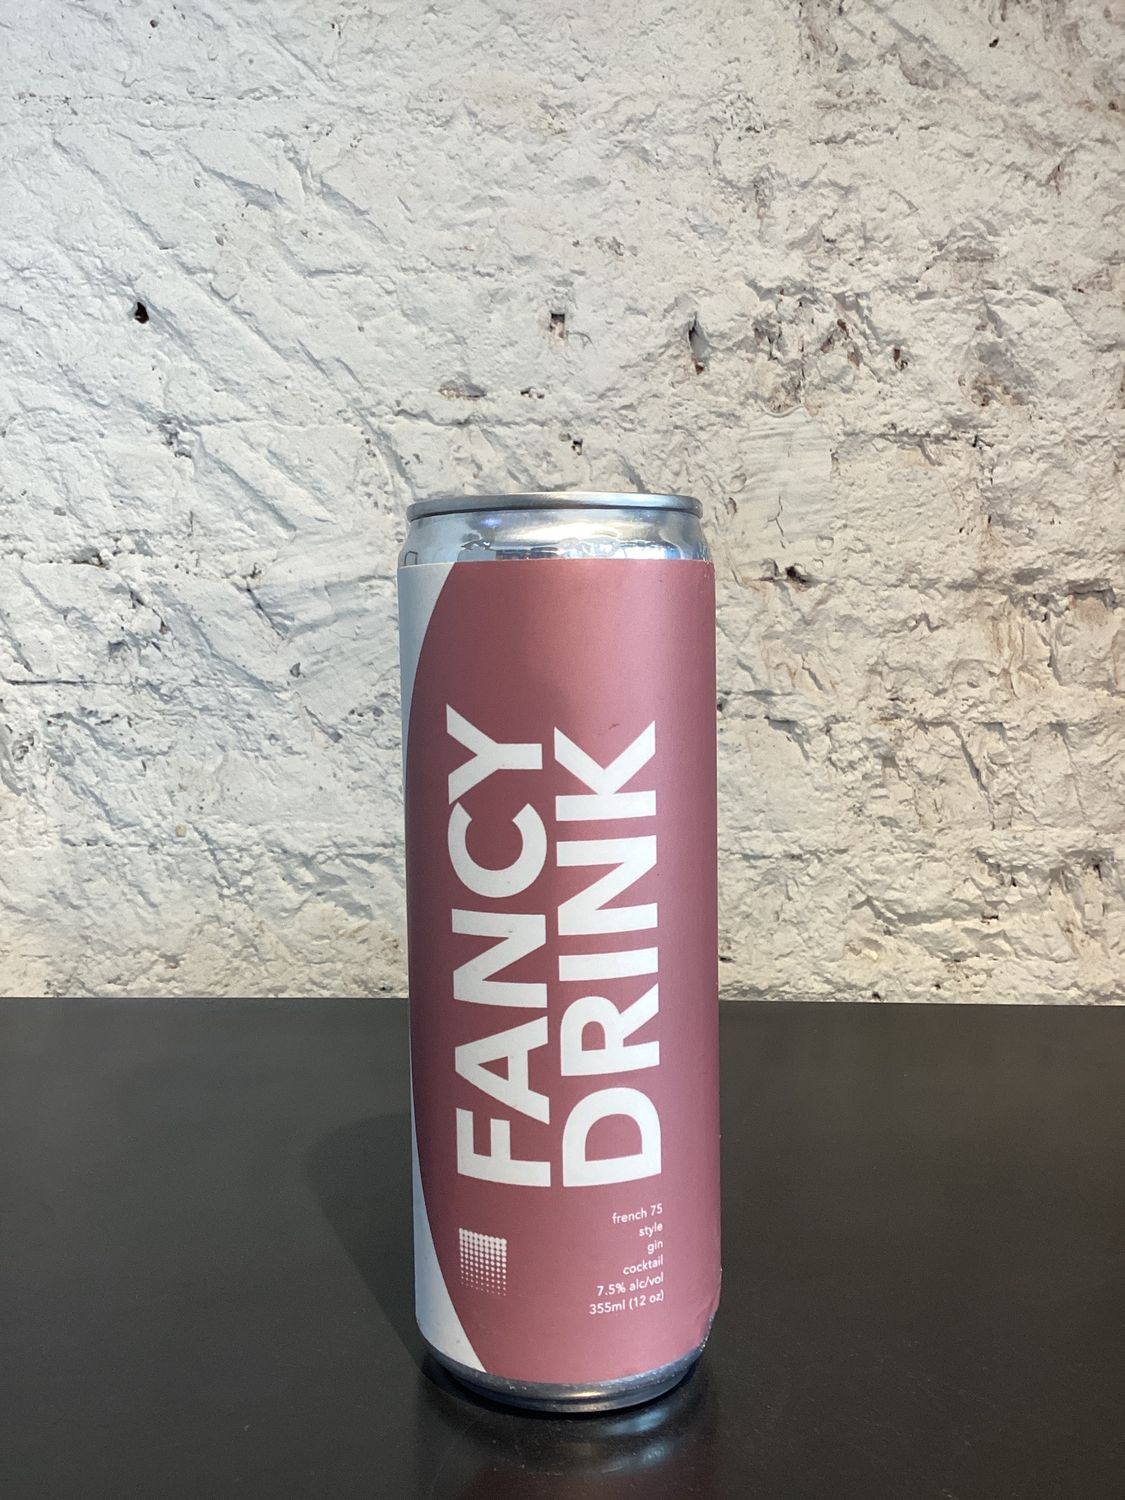 FANCY
DRINK
french 75
style
gin
cocktail
7.5% alc/vol
355ml (12 oz)